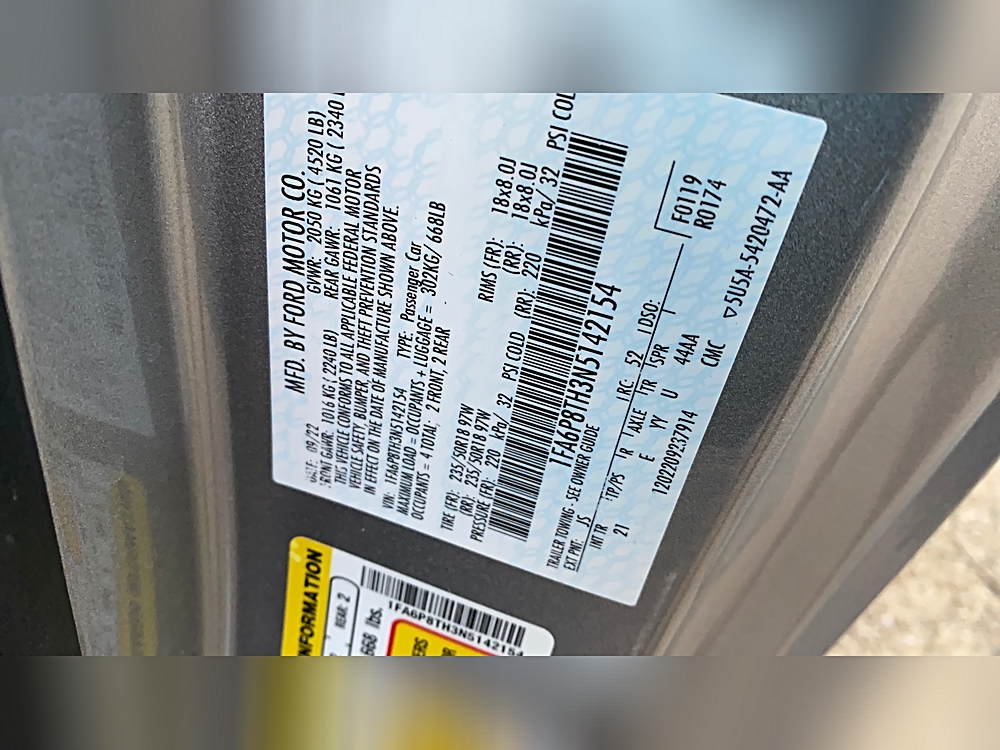 MFD. BY FORD MOTOR CO.
DATE: 09/22 GVWR: 2050 KG ( 4520 LB)
FRONT GAWR: 1016 KG ( 2240 LB) REAR GAWR: 1061 KG ( 2340
THIS VEHICLE CONFORMS TO ALL APPLICABLE FEDERAL MOTOR
VEHICLE SAFETY, BUMPER, AND THEFT PREVENTION STANDARDS
IN EFFECT ON THE DATE OF MANUFACTURE SHOWN ABOVE.
VIN: 1FA6P8TH3N5142154 TYPE: Passenger Car
MAXIMUM LOAD = OCCUPANTS + LUGGAGE = 302KG/ 668LB
OCCUPANTS = 4 TOTAL; 2 FRONT, 2 REAR
TIRE (FR): 235/50R18 97W RIMS (FR): 18x8.0J
(RR): 235/50R18 97W (RR): 18x8.0J
PRESSURE (FR): 220 kPa/ 32 PSI COLD (RR): 220 kPa/ 32 PSI COL
1FA6P8TH3N5142154
TRAILER TOWING - SEE OWNER GUIDE
EXT PNT: JS RC: 52 DSO: F0119
INT TR TP/PS R AXLE TR SPR R0174
21 E YY U 44AA
1202209237914 CMC ▽5U5A-5420472-AA
INFORMATION
REAR: 2
668 lbs.
1FA6P8TH3N5142154